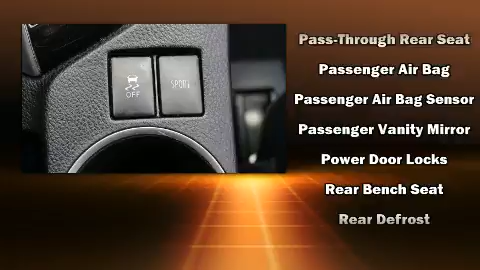 OFF
SPORT
Pass-Through Rear Seat
Passenger Air Bag
Passenger Air Bag Sensor
Passenger Vanity Mirror
Power Door Locks
Rear Bench Seat
Rear Defrost